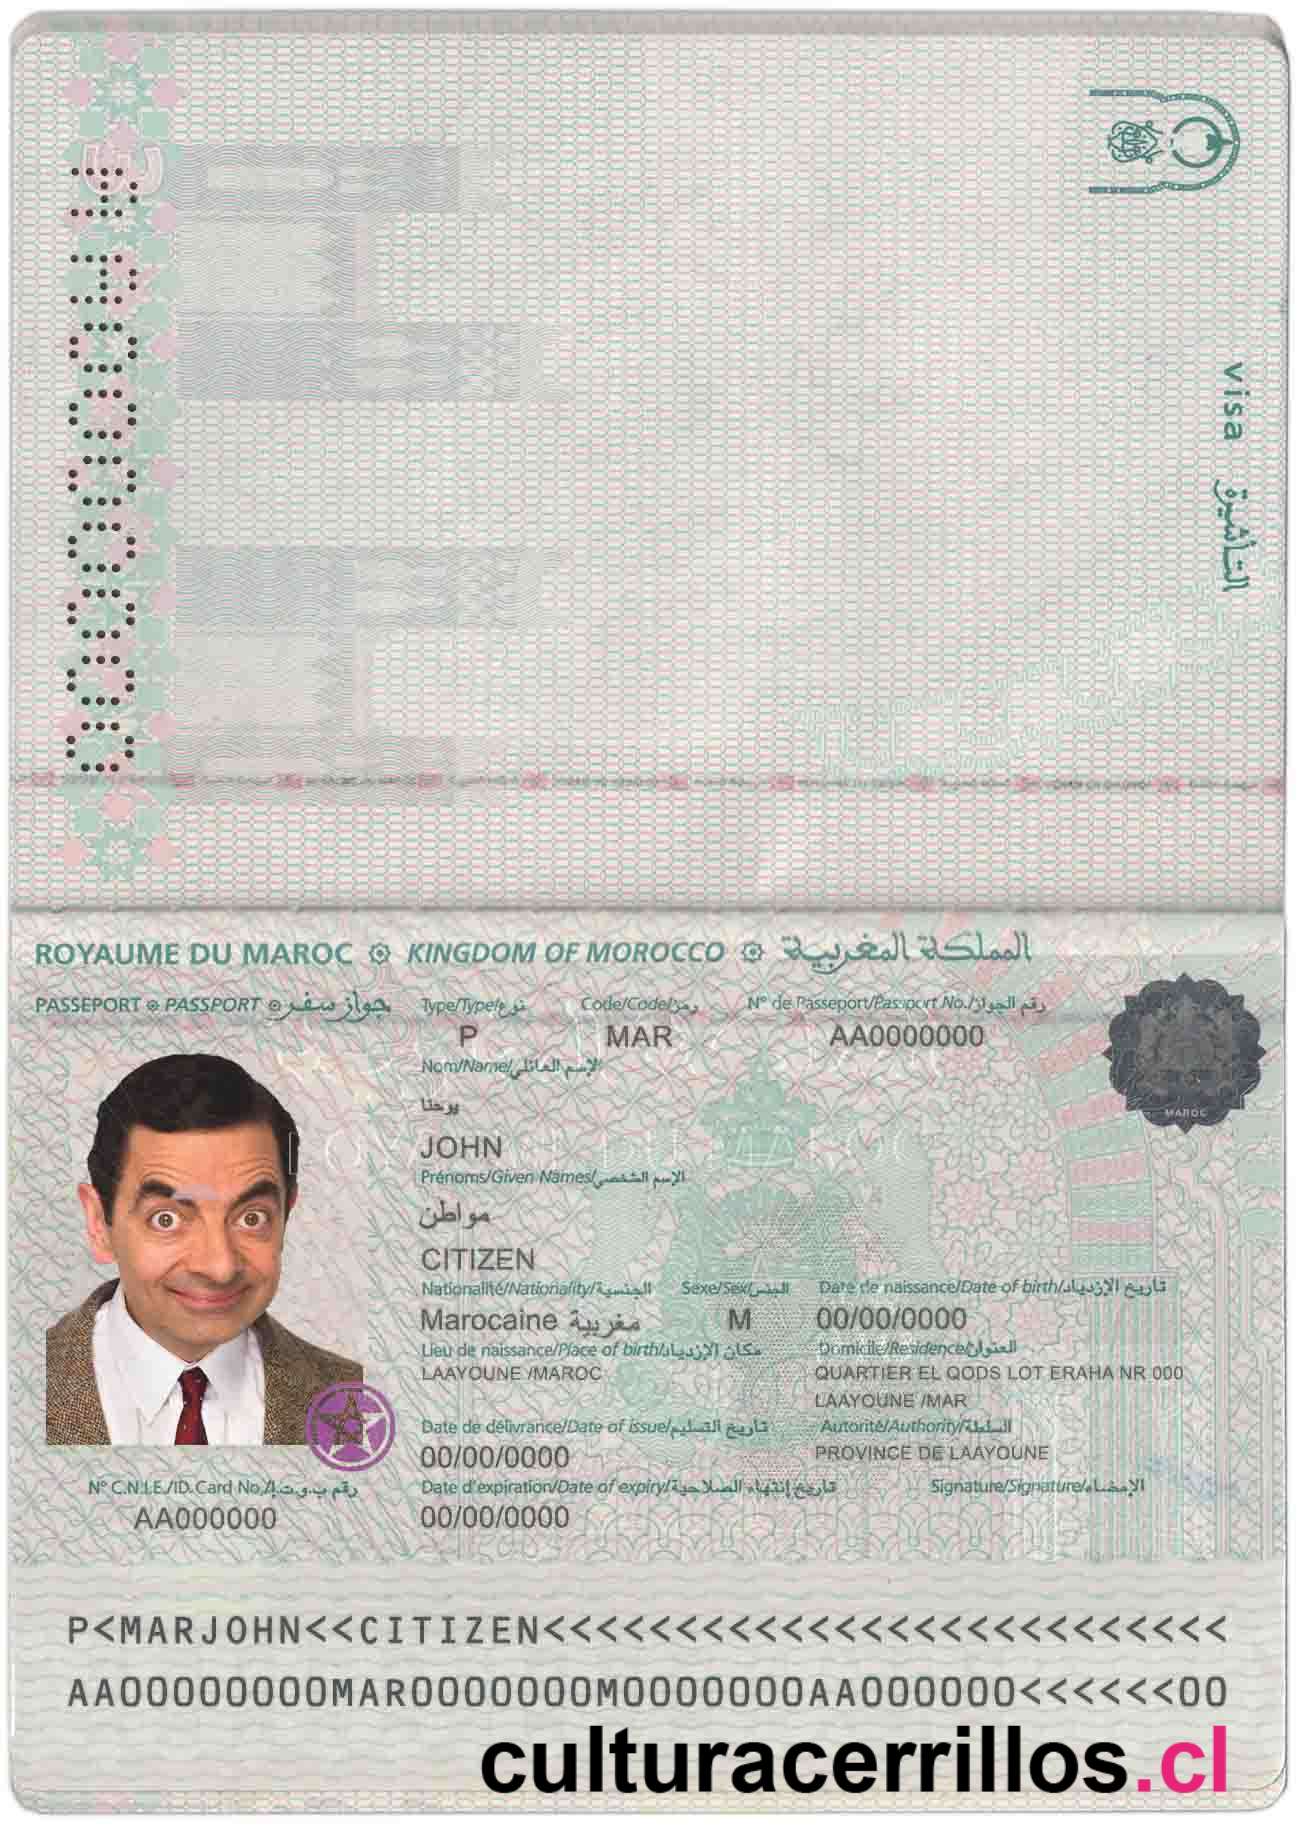 visa التأشيرة
ROYAUME DU MAROC KINGDOM OF MOROCCO المملكة المغربية
PASSEPORT PASSPORT جواز سفر
Type/Type/نوع Code/Code/رمز N° de Passeport/Passport No./رقم الجواز
P MAR AA0000000
Nom/Name/الإسم العائلي
يوحنا
JOHN
Prénoms/Given Names/الإسم الشخصي
مواطن
CITIZEN
Nationalité/Nationality/الجنسية Sexe/Sex/الجنس Date de naissance/Date of birth/تاريخ الإزدياد
Marocaine مغربية M 00/00/0000
Lieu de naissance/Place of birth/مكان الإزدياد Domicile/Residence/العنوان
LAAYOUNE /MAROC QUARTIER EL QODS LOT ERAHA NR 000
LAAYOUNE /MAR
Date de délivrance/Date of issue/تاريخ التسليم Autorité/Authority/السلطة
00/00/0000 PROVINCE DE LAAYOUNE
N° C.N.I.E./ID.Card No./رقم ب.و.ت.إ Date d'expiration/Date of expiry/تاريخ إنتهاء الصلاحية Signature/Signature/الإمضاء
AA000000 00/00/0000
MAROC
P<MARJOHN<<CITIZEN<<<<<<<<<<<<<<<<<<<<<<<<<<
AA00000000MAR0000000M0000000AA000000<<<<<<00
culturacerrillos.cl